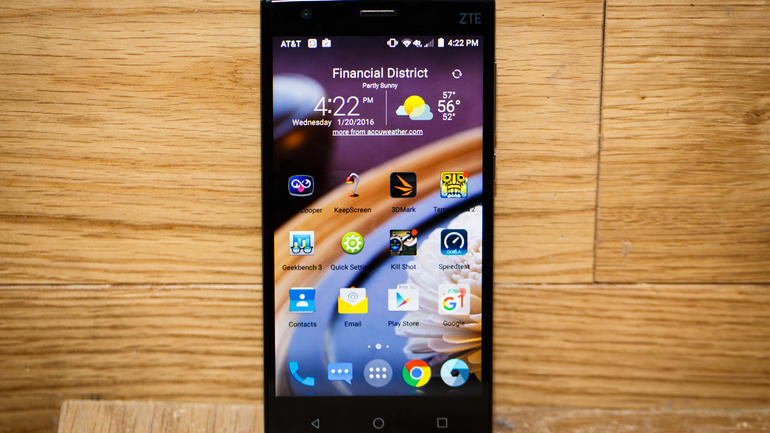 ZTE
AT&T 4:22 PM
Financial District
Partly Sunny
4:22 PM
57°
56°
52°
Wednesday 1/20/2016
more from accuweather.com
KeepScreen 3DMark
Geekbench 3 Quick Kill Shot Speedtest
Contacts Email Play Store Google